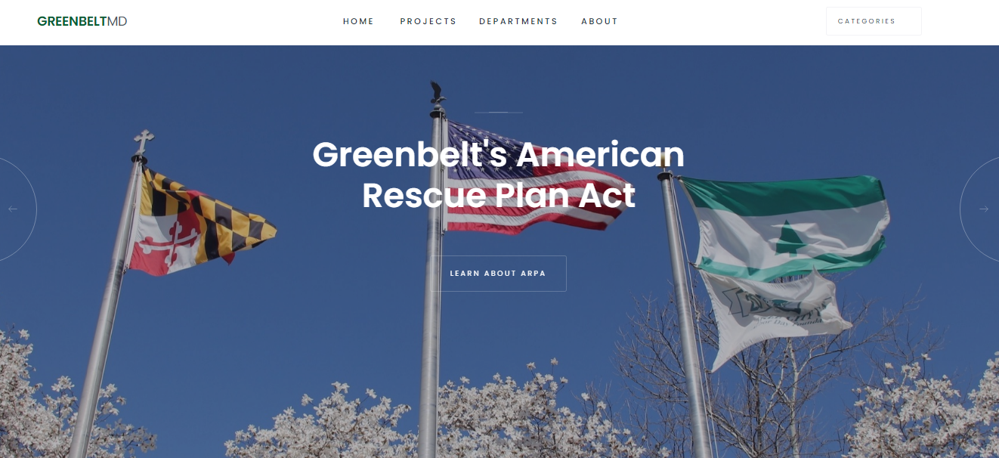 GREENBELTMD
HOME PROJECTS DEPARTMENTS ABOUT
CATEGORIES
Greenbelt's American
Rescue Plan Act
LEARN ABOUT ARPA